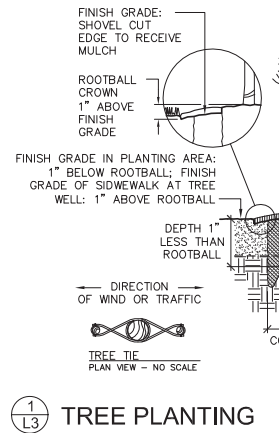 FINISH GRADE:
SHOVEL CUT
EDGE TO RECEIVE
MULCH
ROOTBALL
CROWN
1" ABOVE
FINISH
GRADE
FINISH GRADE IN PLANTING AREA:
1" BELOW ROOTBALL; FINISH
GRADE OF SIDWEWALK AT TREE
WELL: 1" ABOVE ROOTBALL
DEPTH 1"
LESS THAN
ROOTBALL
DIRECTION
OF WIND OR TRAFFIC
CO
TREE TIE
PLAN VIEW - NO SCALE
1
L3
TREE PLANTING